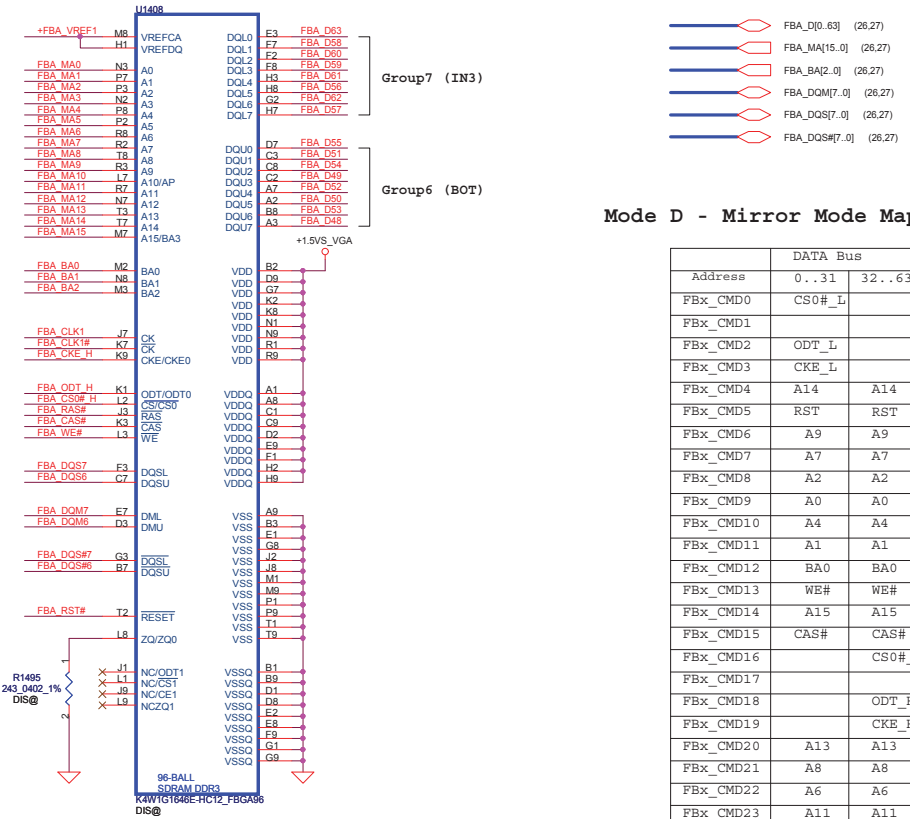 U1408
+FBA_VREF1 M8 VREFCA DQL0 E3 FBA_D63
H1 VREFDQ DQL1 F7 FBA_D58
DQL2 F2 FBA_D60
FBA_MA0 N3 A0 DQL3 F8 FBA_D59
FBA_MA1 P7 A1 DQL4 H3 FBA_D61
FBA_MA2 P3 A2 DQL5 H8 FBA_D56
FBA_MA3 N2 A3 DQL6 G2 FBA_D62
FBA_MA4 P8 A4 DQL7 H7 FBA_D57
Group7 (IN3)
FBA_MA5 P2 A5
FBA_MA6 R8 A6
FBA_MA7 R2 A7 DQU0 D7 FBA_D55
FBA_MA8 T8 A8 DQU1 C3 FBA_D51
FBA_MA9 R3 A9 DQU2 C8 FBA_D54
FBA_MA10 L7 A10/AP DQU3 C2 FBA_D49
FBA_MA11 R7 A11 DQU4 A7 FBA_D52
FBA_MA12 N7 A12 DQU5 A2 FBA_D50
FBA_MA13 T3 A13 DQU6 B8 FBA_D53
FBA_MA14 T7 A14 DQU7 A3 FBA_D48
FBA_MA15 M7 A15/BA3
Group6 (BOT)
+1.5VS_VGA
FBA_BA0 M2 BA0 VDD B2
FBA_BA1 N8 BA1 VDD D9
FBA_BA2 M3 BA2 VDD G7
VDD K2
VDD K8
VDD N1
FBA_CLK1 J7 CK VDD N9
FBA_CLK1# K7 CK VDD R1
FBA_CKE_H K9 CKE/CKE0 VDD R9
FBA_ODT_H K1 ODT/ODT0 VDDQ A1
FBA_CS0#_H L2 CS/CS0 VDDQ A8
FBA_RAS# J3 RAS VDDQ C1
FBA_CAS# K3 CAS VDDQ C9
FBA_WE# L3 WE VDDQ D2
VDDQ E9
VDDQ F1
FBA_DQS7 F3 DQSL VDDQ H2
FBA_DQS6 C7 DQSU VDDQ H9
FBA_DQM7 E7 DML VSS A9
FBA_DQM6 D3 DMU VSS B3
VSS E1
VSS G8
FBA_DQS#7 G3 DQSL VSS J2
FBA_DQS#6 B7 DQSU VSS J8
VSS M1
VSS M9
VSS P1
FBA_RST# T2 RESET VSS P9
VSS T1
L8 ZQ/ZQ0 VSS T9
1
R1495
243_0402_1%
DIS@
2
J1 NC/ODT1 VSSQ B1
L1 NC/CS1 VSSQ B9
J9 NC/CE1 VSSQ D1
L9 NCZQ1 VSSQ D8
VSSQ E2
VSSQ E8
VSSQ F9
VSSQ G1
VSSQ G9
96-BALL
SDRAM DDR3
K4W1G1646E-HC12_FBGA96
DIS@
FBA_D[0..63] (26,27)
FBA_MA[15..0] (26,27)
FBA_BA[2..0] (26,27)
FBA_DQM[7..0] (26,27)
FBA_DQS[7..0] (26,27)
FBA_DQS#[7..0] (26,27)
Mode D - Mirror Mode Map
DATA Bus
Address 0..31 32..63
FBx_CMD0 CS0#_L
FBx_CMD1
FBx_CMD2 ODT_L
FBx_CMD3 CKE_L
FBx_CMD4 A14 A14
FBx_CMD5 RST RST
FBx_CMD6 A9 A9
FBx_CMD7 A7 A7
FBx_CMD8 A2 A2
FBx_CMD9 A0 A0
FBx_CMD10 A4 A4
FBx_CMD11 A1 A1
FBx_CMD12 BA0 BA0
FBx_CMD13 WE# WE#
FBx_CMD14 A15 A15
FBx_CMD15 CAS# CAS#
FBx_CMD16 CS0#_
FBx_CMD17
FBx_CMD18 ODT_H
FBx_CMD19 CKE_H
FBx_CMD20 A13 A13
FBx_CMD21 A8 A8
FBx_CMD22 A6 A6
FBx_CMD23 A11 A11